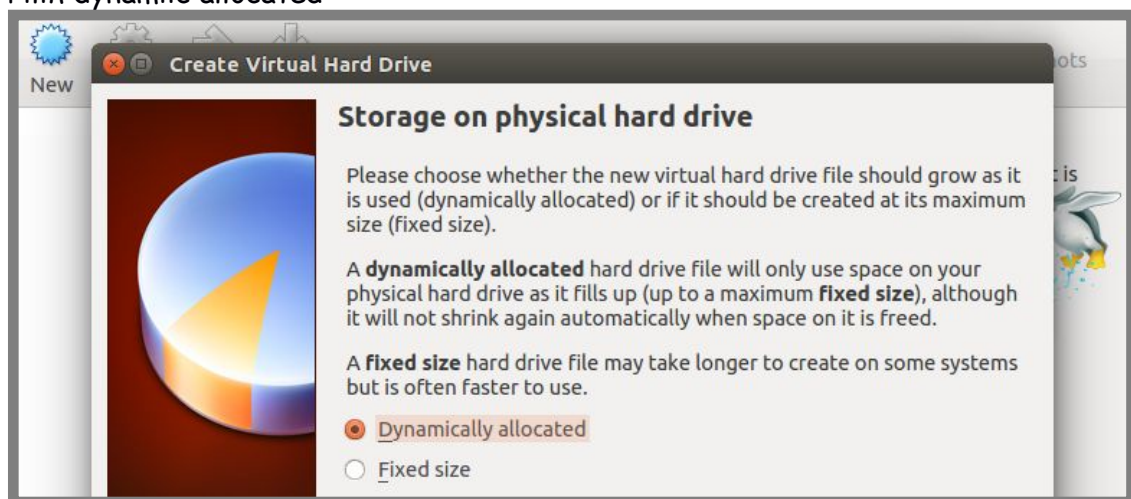 dynamic allocated
New
Create Virtual Hard Drive
ots
Storage on physical hard drive
Please choose whether the new virtual hard drive file should grow as it
is used (dynamically allocated) or if it should be created at its maximum
size (fixed size).
t is
A dynamically allocated hard drive file will only use space on your
physical hard drive as it fills up (up to a maximum fixed size), although
it will not shrink again automatically when space on it is freed.
A fixed size hard drive file may take longer to create on some systems
but is often faster to use.
Dynamically allocated
Fixed size